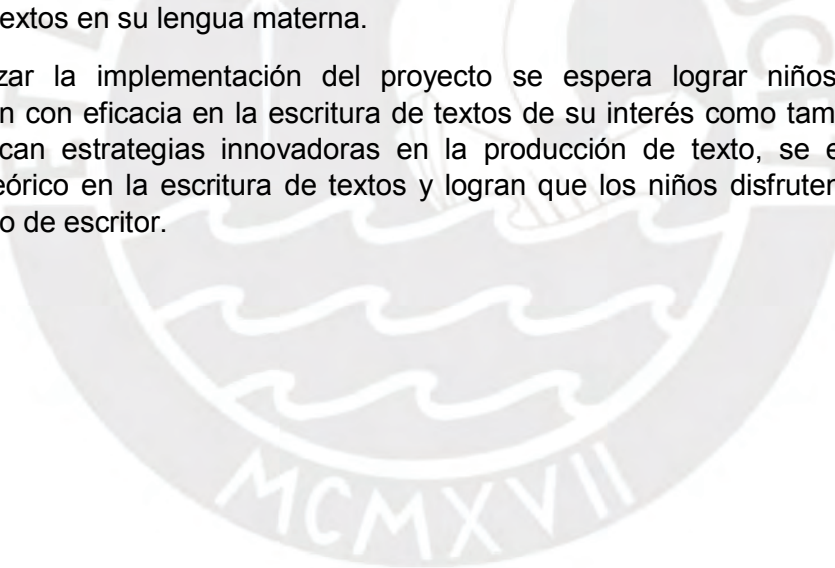 extos en su lengua materna.
zar la implementación del proyecto se espera lograr niños
n con eficacia en la escritura de textos de su interés como tam
can estrategias innovadoras en la producción de texto, se e
eórico en la escritura de textos y logran que los niños disfruten
o de escritor.
MCMXVII